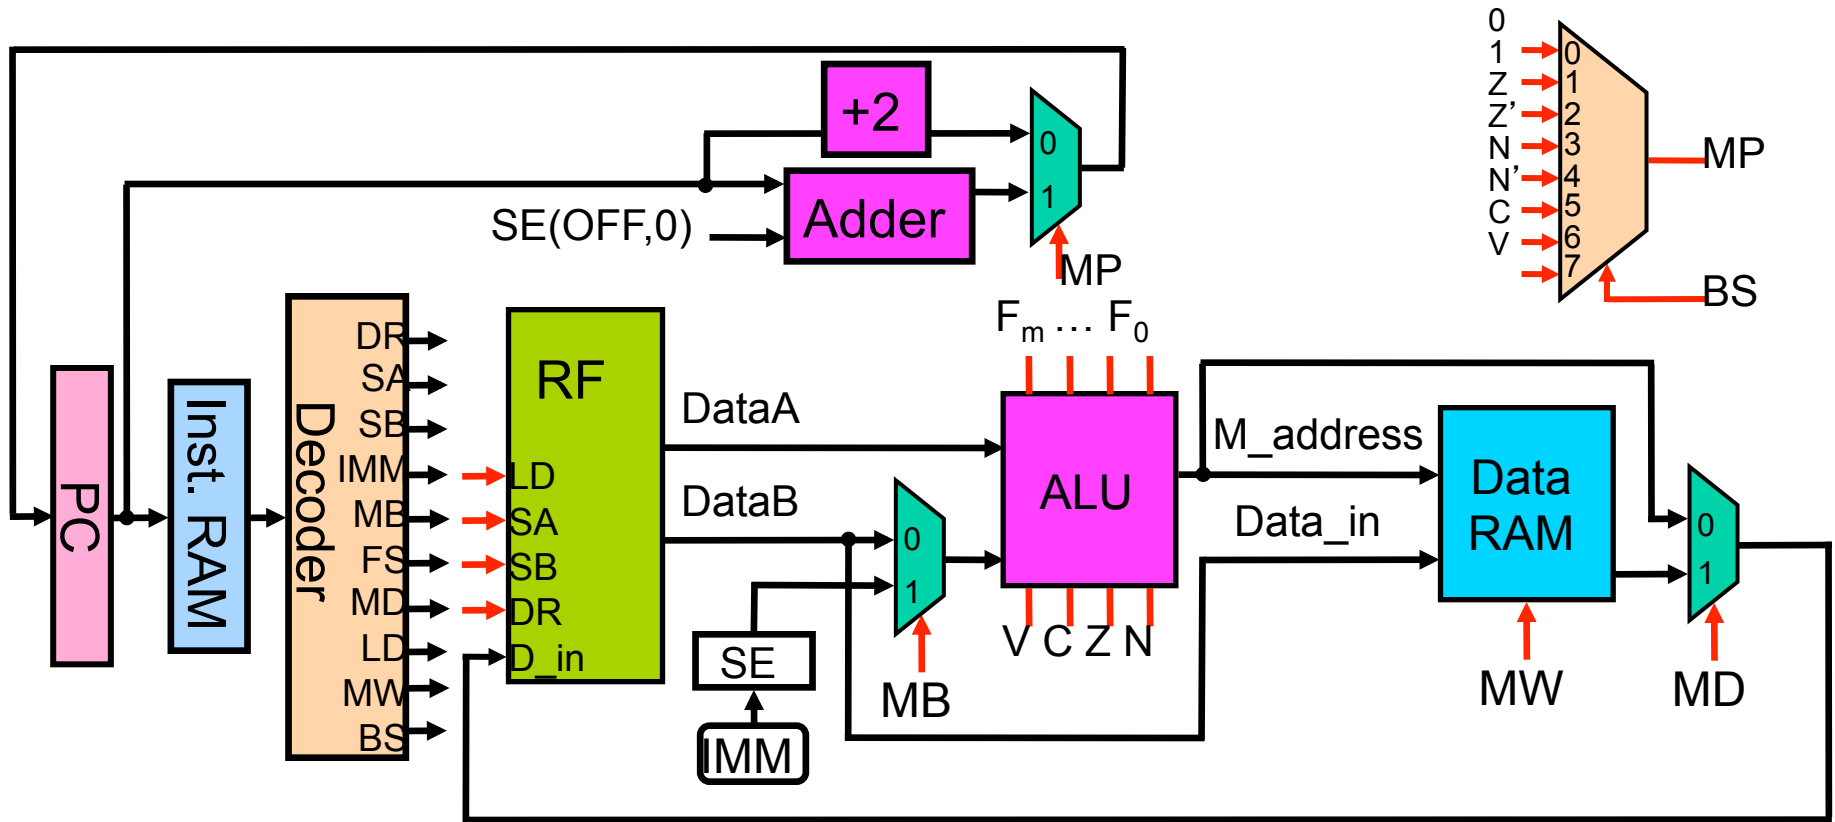 0
1
Z
Z’
N
N’
C
V
0
1
2
3
4
5
6
7
MP
BS
+2
0
1
SE(OFF,0)
Adder
MP
Fm … F0
PC
Inst. RAM
Decoder
DR
SA
SB
IMM
MB
FS
MD
LD
MW
BS
RF
LD
SA
SB
DR
D_in
DataA
DataB
0
1
SE
IMM
MB
ALU
V C Z N
M_address
Data_in
Data
RAM
MW
0
1
MD